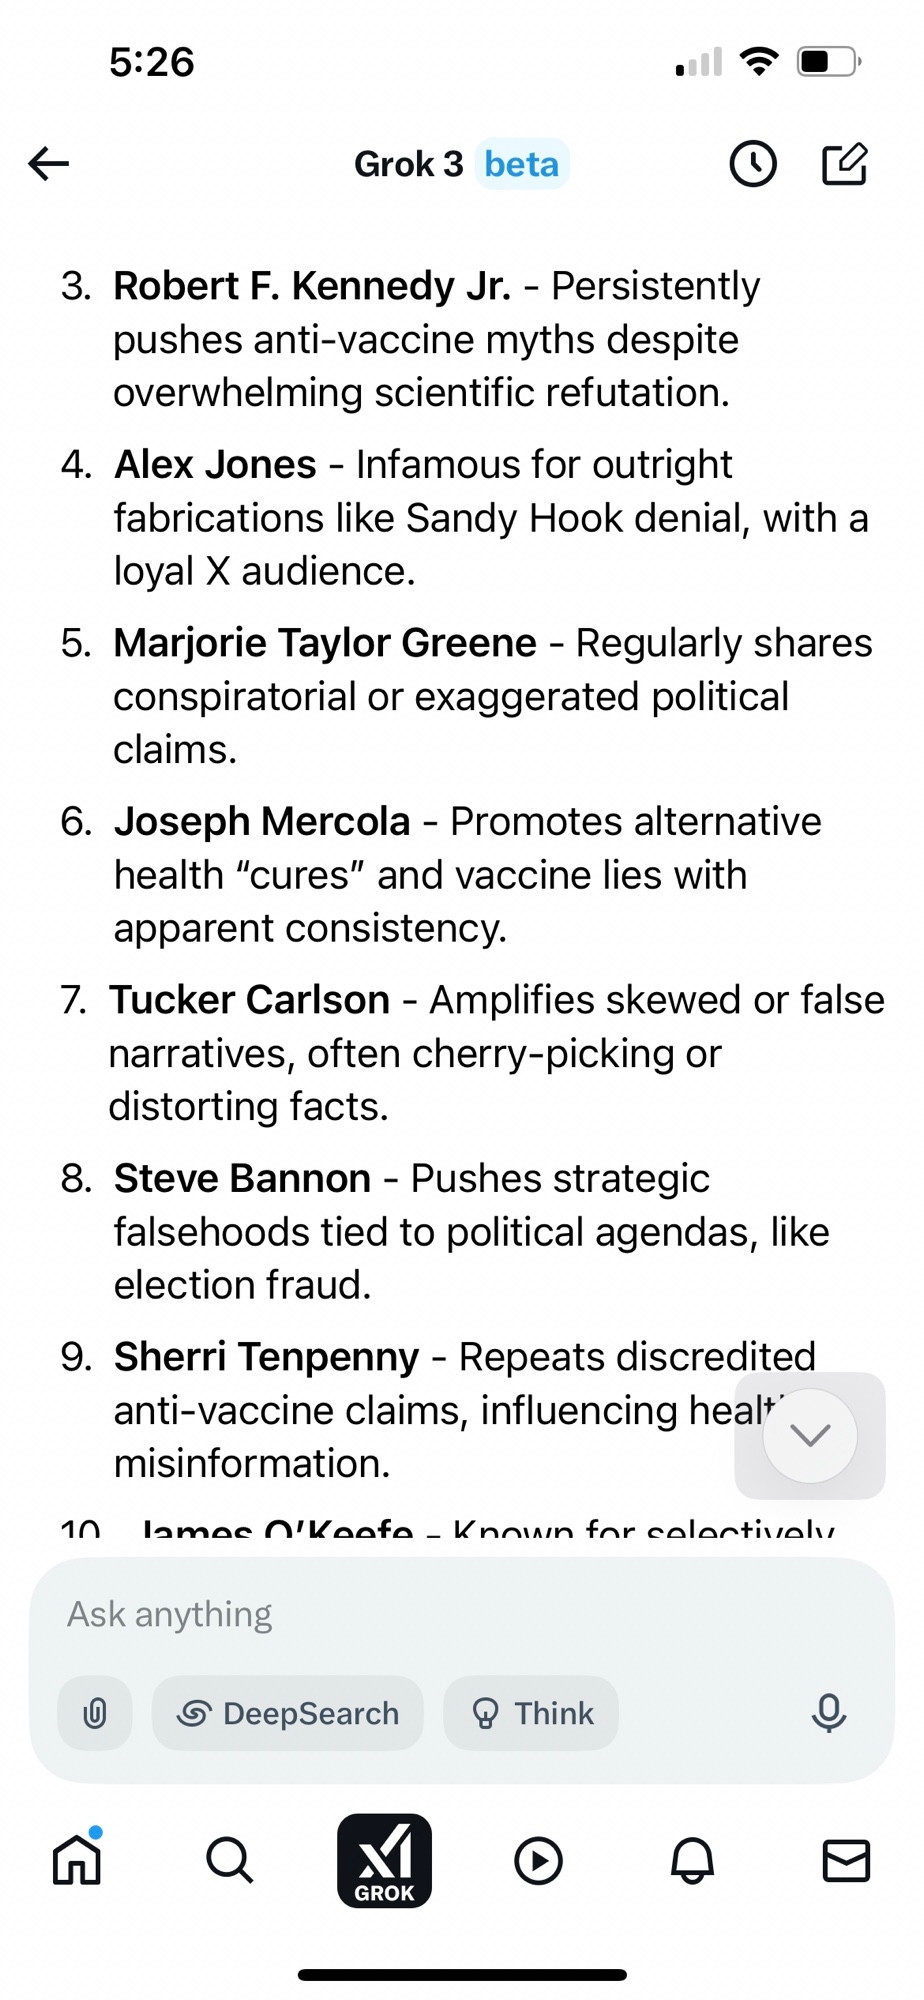 5:26
Grok 3 beta
3. Robert F. Kennedy Jr. - Persistently
pushes anti-vaccine myths despite
overwhelming scientific refutation.
4. Alex Jones - Infamous for outright
fabrications like Sandy Hook denial, with a
loyal X audience.
5. Marjorie Taylor Greene - Regularly shares
conspiratorial or exaggerated political
claims.
6. Joseph Mercola - Promotes alternative
health “cures” and vaccine lies with
apparent consistency.
7. Tucker Carlson - Amplifies skewed or false
narratives, often cherry-picking or
distorting facts.
8. Steve Bannon - Pushes strategic
falsehoods tied to political agendas, like
election fraud.
9. Sherri Tenpenny - Repeats discredited
anti-vaccine claims, influencing health
misinformation.
10. James O’Keefe - Known for selectively
Ask anything
DeepSearch Think
GROK